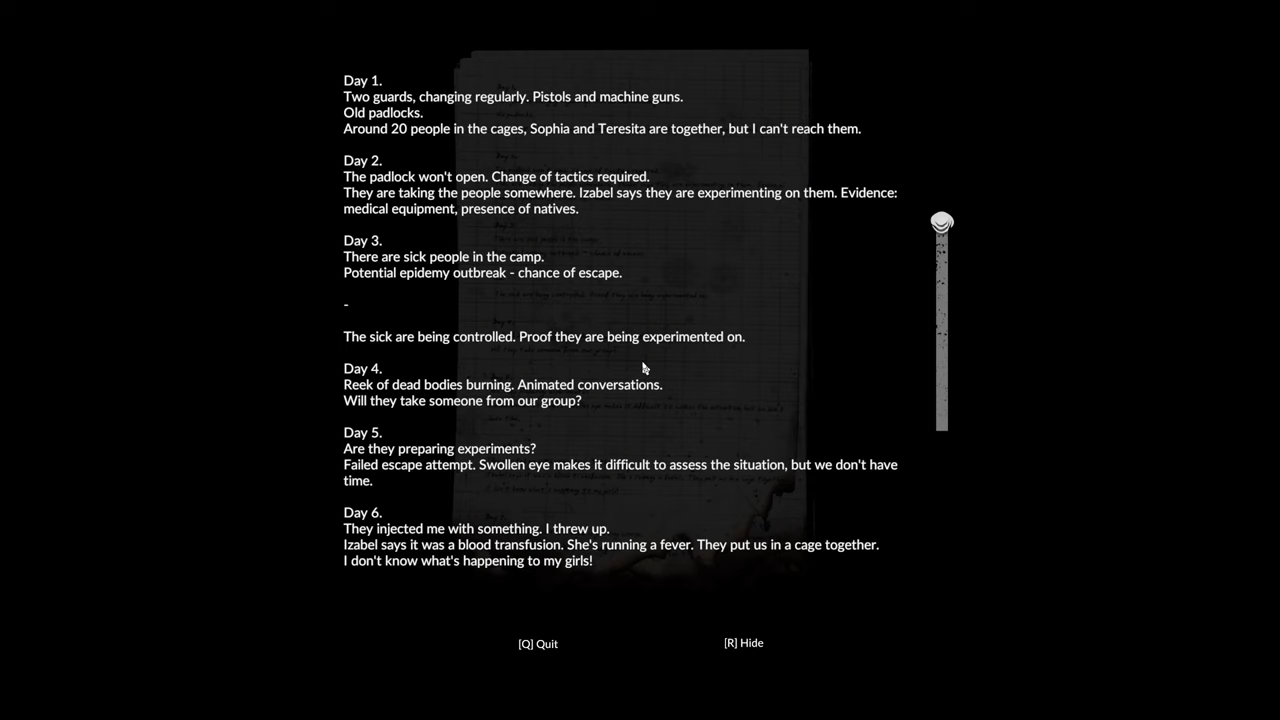 Day 1.
Two guards, changing regularly. Pistols and machine guns.
Old padlocks.
Around 20 people in the cages, Sophia and Teresita are together, but I can't reach them.
Day 2.
The padlock won't open. Change of tactics required.
They are taking the people somewhere. Izabel says they are experimenting on them. Evidence:
medical equipment, presence of natives.
Day 3.
There are sick people in the camp.
Potential epidemy outbreak - chance of escape.
-
The sick are being controlled. Proof they are being experimented on.
Day 4.
Reek of dead bodies burning. Animated conversations.
Will they take someone from our group?
Day 5.
Are they preparing experiments?
Failed escape attempt. Swollen eye makes it difficult to assess the situation, but we don't have
time.
Day 6.
They injected me with something. I threw up.
Izabel says it was a blood transfusion. She's running a fever. They put us in a cage together.
I don't know what's happening to my girls!
[Q] Quit
[R] Hide